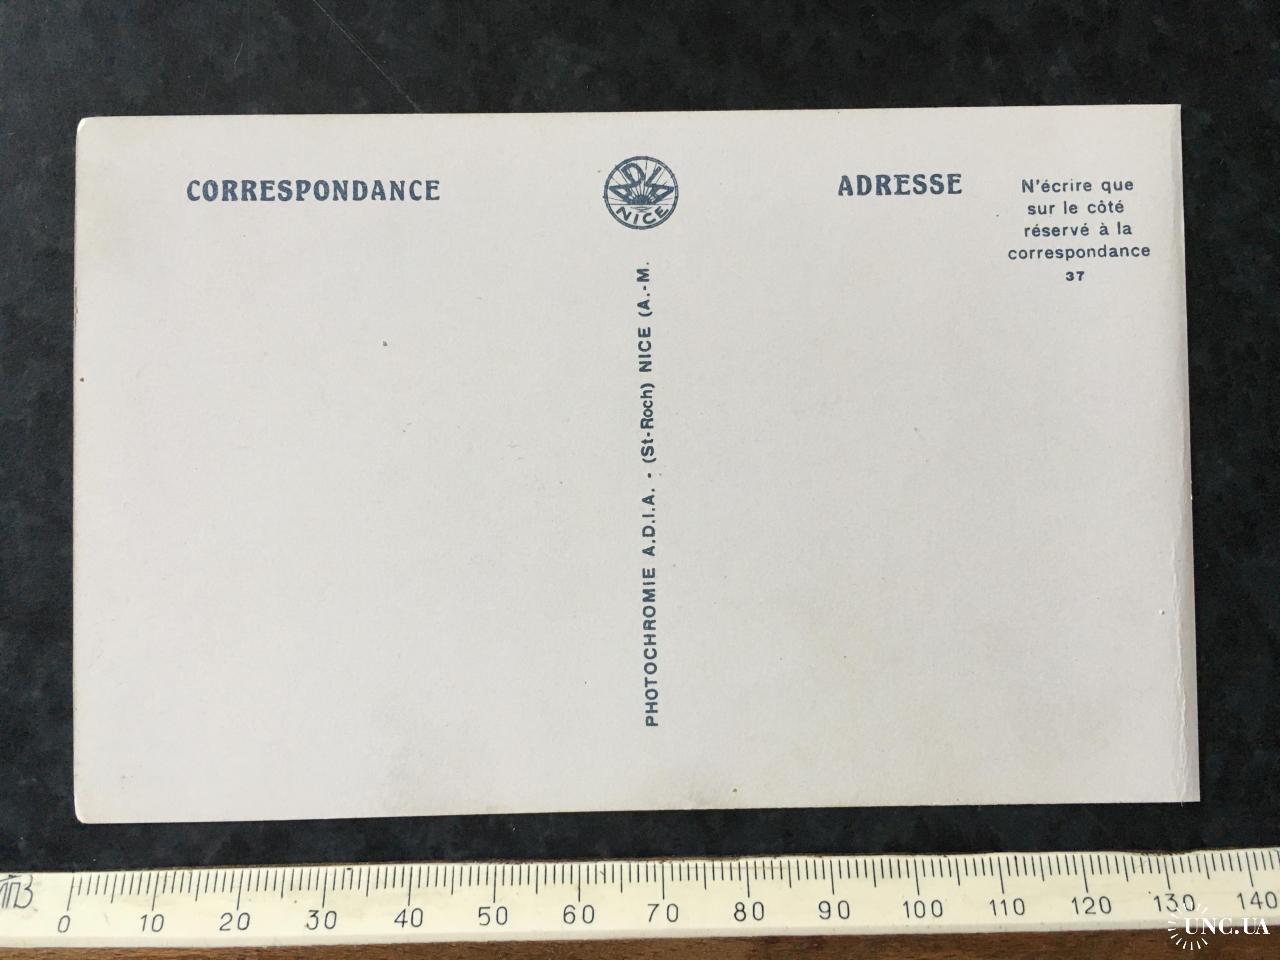 CORRESPONDANCE
ADIA
NICE
ADRESSE
N'écrire que
sur le côté
réservé à la
correspondance
37
PHOTOCHROMIE A.D.I.A. - (St-Roch) NICE (A.-M.
0 10 20 30 40 50 60 70 80 90 100 110 120 130 140
UNC.UA